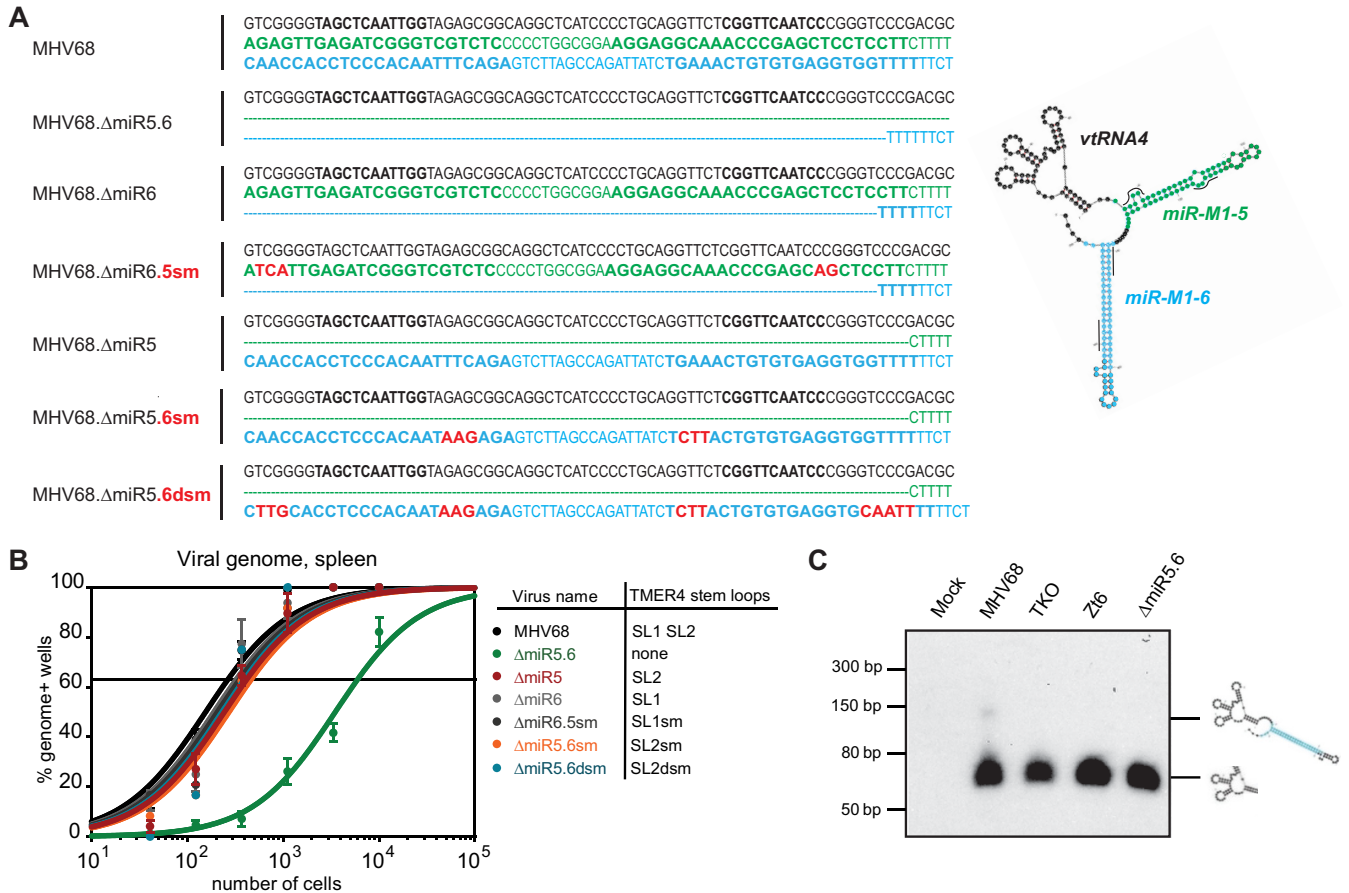 A
MHV68
GTCGGGGTAGCTCAATTGGTAGAGCGGCAGGCTCATCCCCTGCAGGTTCTCGGTTCAATCCCGGGTCCCGACGC
AGAGTTGAGATCGGGTCGTCTCCCCCTGGCGGAAGGAGGCAAACCCGAGCTCCTCCTTCTTTT
CAACCACCTCCCACAATTTCAGAGTCTTAGCCAGATTATCTGAAACTGTGTGAGGTGGTTTTTTCT
MHV68.ΔmiR5.6
GTCGGGGTAGCTCAATTGGTAGAGCGGCAGGCTCATCCCCTGCAGGTTCTCGGTTCAATCCCGGGTCCCGACGC
TTTTTTCT
MHV68.ΔmiR6
GTCGGGGTAGCTCAATTGGTAGAGCGGCAGGCTCATCCCCTGCAGGTTCTCGGTTCAATCCCGGGTCCCGACGC
AGAGTTGAGATCGGGTCGTCTCCCCCTGGCGGAAGGAGGCAAACCCGAGCTCCTCCTTCTTTT
TTTTTTCT
MHV68.ΔmiR6.5sm
GTCGGGGTAGCTCAATTGGTAGAGCGGCAGGCTCATCCCCTGCAGGTTCTCGGTTCAATCCCGGGTCCCGACGC
ATCATTGAGATCGGGTCGTCTCCCCCTGGCGGAAGGAGGCAAACCCGAGCAGCTCCTTCTTTT
TTTTTTCT
MHV68.ΔmiR5
GTCGGGGTAGCTCAATTGGTAGAGCGGCAGGCTCATCCCCTGCAGGTTCTCGGTTCAATCCCGGGTCCCGACGC
CTTTT
CAACCACCTCCCACAATTTCAGAGTCTTAGCCAGATTATCTGAAACTGTGTGAGGTGGTTTTTTCT
MHV68.ΔmiR5.6sm
GTCGGGGTAGCTCAATTGGTAGAGCGGCAGGCTCATCCCCTGCAGGTTCTCGGTTCAATCCCGGGTCCCGACGC
CTTTT
CAACCACCTCCCACAATAAGAGAGTCTTAGCCAGATTATCTCTTACTGTGTGAGGTGGTTTTTTCT
MHV68.ΔmiR5.6dsm
GTCGGGGTAGCTCAATTGGTAGAGCGGCAGGCTCATCCCCTGCAGGTTCTCGGTTCAATCCCGGGTCCCGACGC
CTTTT
CTTGCACCTCCCACAATAAGAGAGTCTTAGCCAGATTATCTCTTACTGTGTGAGGTGCAATTTTTTCT
vtRNA4
miR-M1-5
miR-M1-6
B
Viral genome, spleen
% genome+ wells
100
80
60
40
20
0
10¹ 10² 10³ 10⁴ 10⁵
number of cells
Virus name TMER4 stem loops
MHV68 SL1 SL2
ΔmiR5.6 none
ΔmiR5 SL2
ΔmiR6 SL1
ΔmiR6.5sm SL1sm
ΔmiR5.6sm SL2sm
ΔmiR5.6dsm SL2dsm
C
Mock MHV68 TKO Zt6 ΔmiR5.6
300 bp
150 bp
80 bp
50 bp